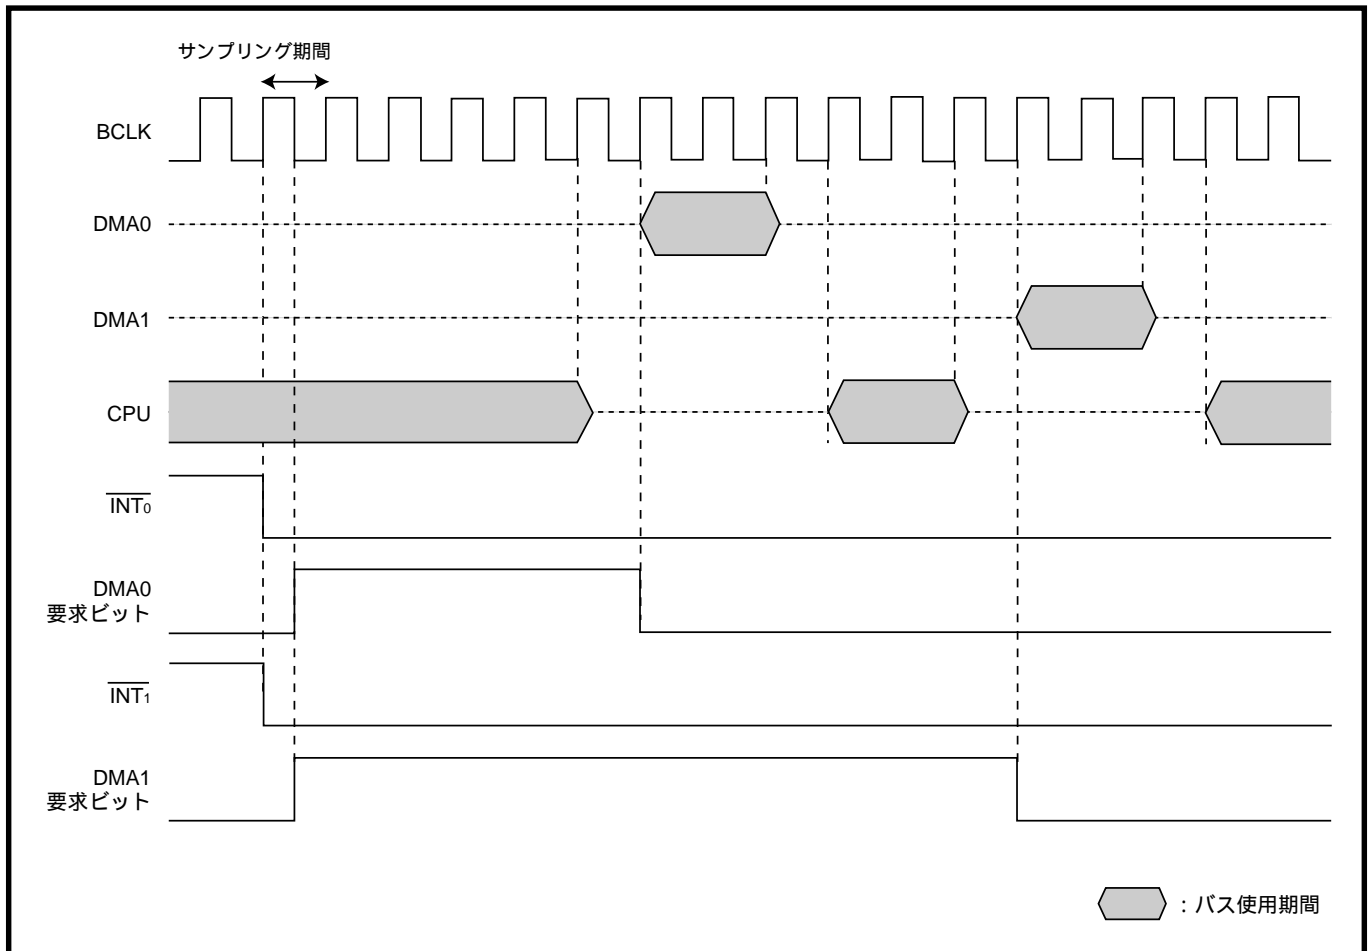 サンプリング期間
BCLK
DMA0
DMA1
CPU
INT0
DMA0
要求ビット
INT1
DMA1
要求ビット
：バス使用期間